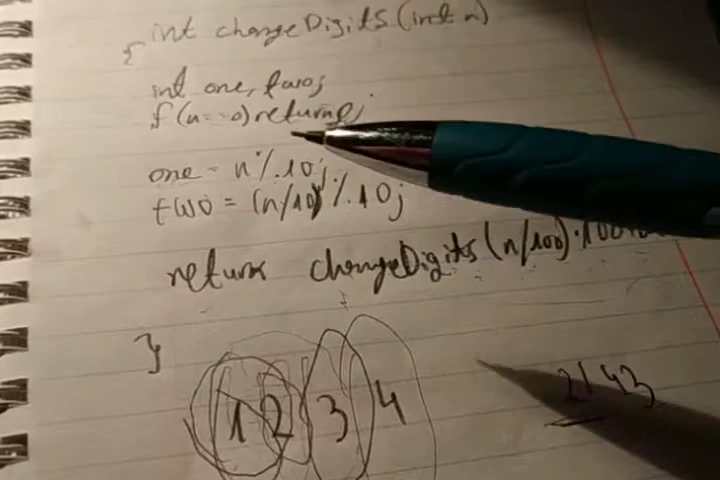 int changeDigits(int n)
{
int one, two;
if (n==0) return 0;
one = n%10;
two = (n/10)%10;
return changeDigits(n/100)·100
}
1 2 3 4
2143